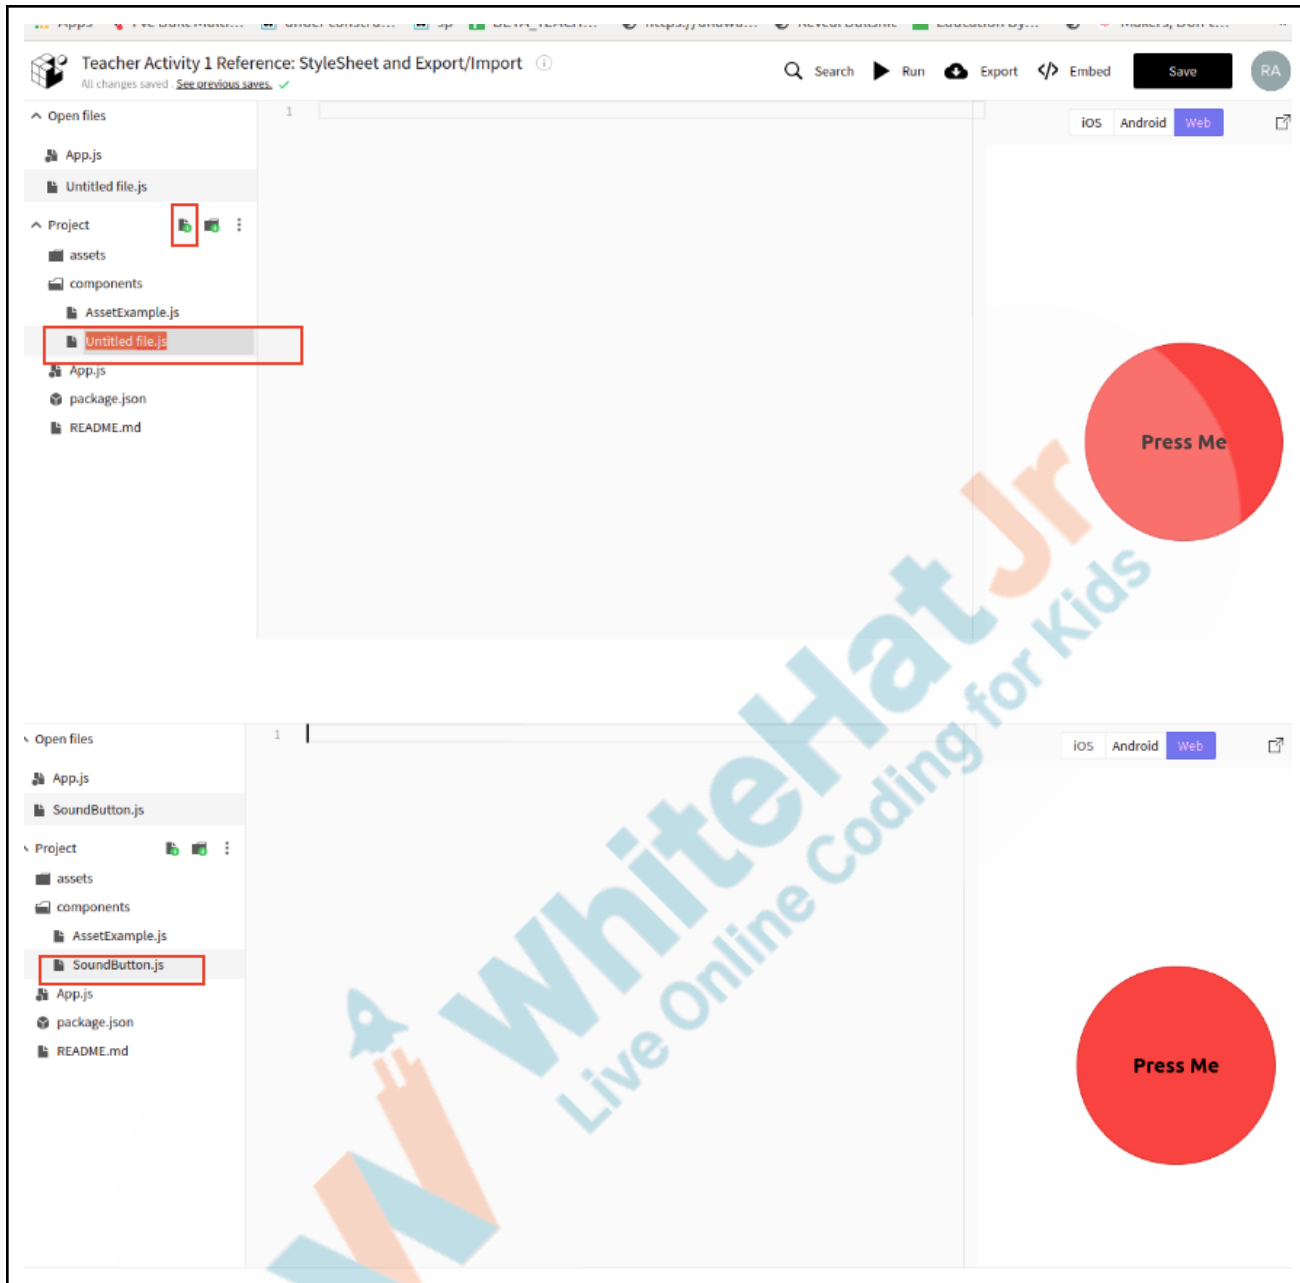 Apps
Teacher Activity 1 Reference: StyleSheet and Export/Import
Search Run Export Embed Save RA
All changes saved . See previous saves.
Open files
1
iOS Android Web
App.js
Untitled file.js
Project
assets
components
AssetExample.js
Untitled file.js
App.js
package.json
README.md
Press Me
Open files
1
iOS Android Web
App.js
SoundButton.js
Project
assets
components
AssetExample.js
SoundButton.js
App.js
package.json
README.md
Press Me
WhiteHat Jr
Live Online Coding for Kids